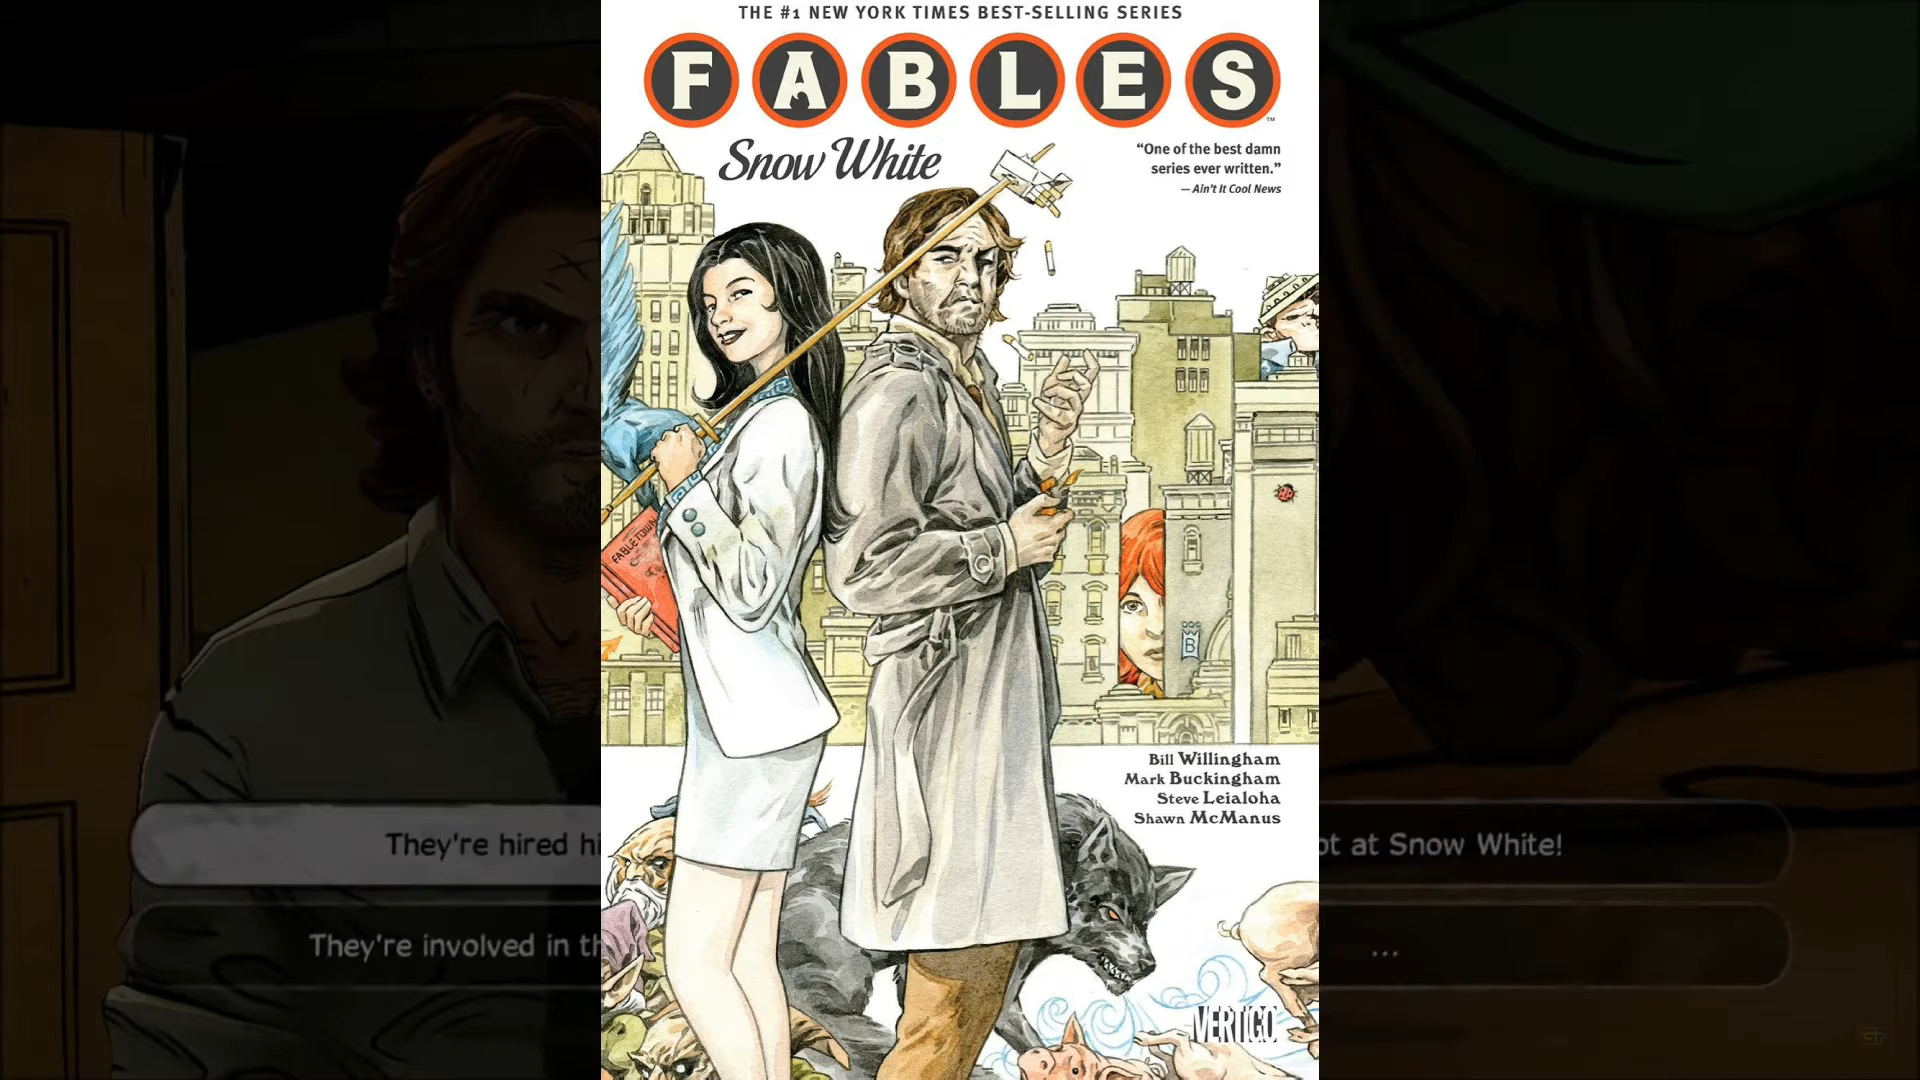 THE #1 NEW YORK TIMES BEST-SELLING SERIES
FABLES™
Snow White
“One of the best damn
series ever written.”
— Ain't It Cool News
FABLETOWN
B
Bill Willingham
Mark Buckingham
Steve Leialoha
Shawn McManus
They're hired hi
ot at Snow White!
They're involved in th
...
VERTIGO